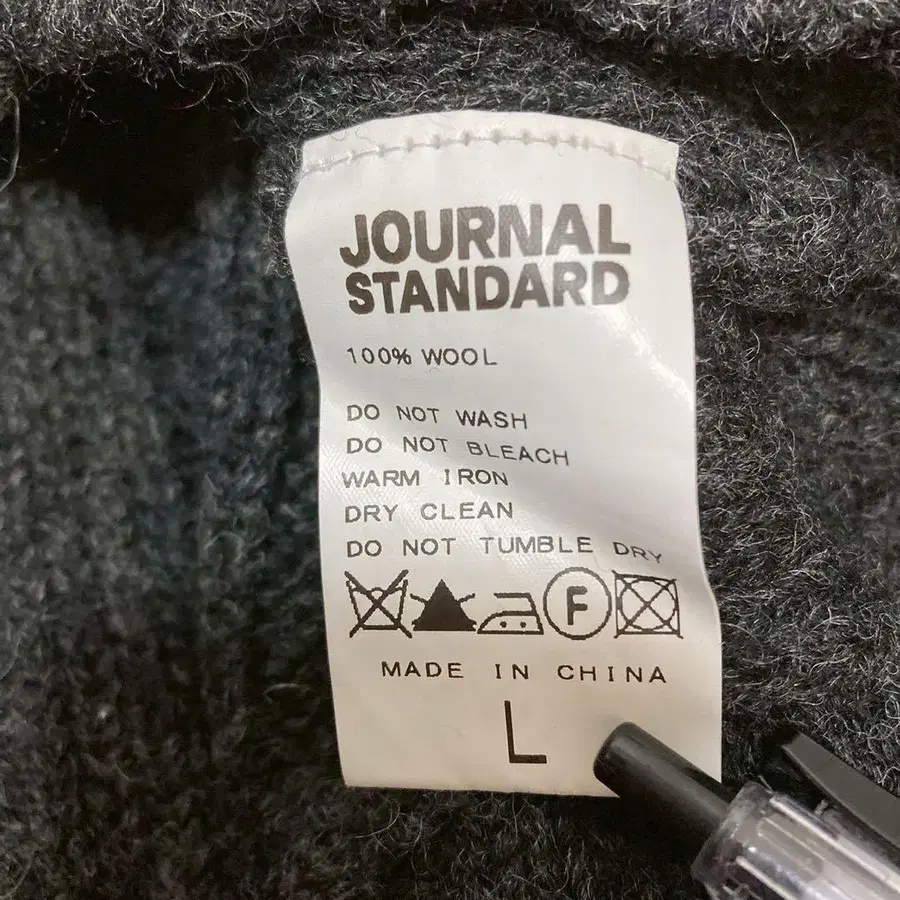 JOURNAL
STANDARD
100% WOOL
DO NOT WASH
DO NOT BLEACH
WARM IRON
DRY CLEAN
DO NOT TUMBLE DRY
F
MADE IN CHINA
L